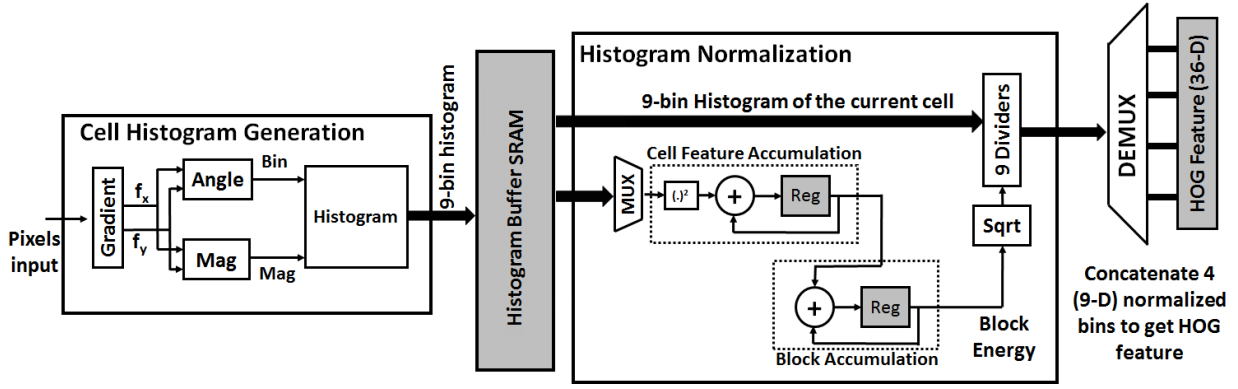 Cell Histogram Generation
Pixels
input
Gradient
fx
fy
Angle
Bin
Mag
Mag
Histogram
9-bin histogram
Histogram Buffer SRAM
Histogram Normalization
9-bin Histogram of the current cell
MUX
Cell Feature Accumulation
(.)²
+
Reg
+
Reg
Block Accumulation
Block
Energy
Sqrt
9 Dividers
DEMUX
HOG Feature (36-D)
Concatenate 4
(9-D) normalized
bins to get HOG
feature